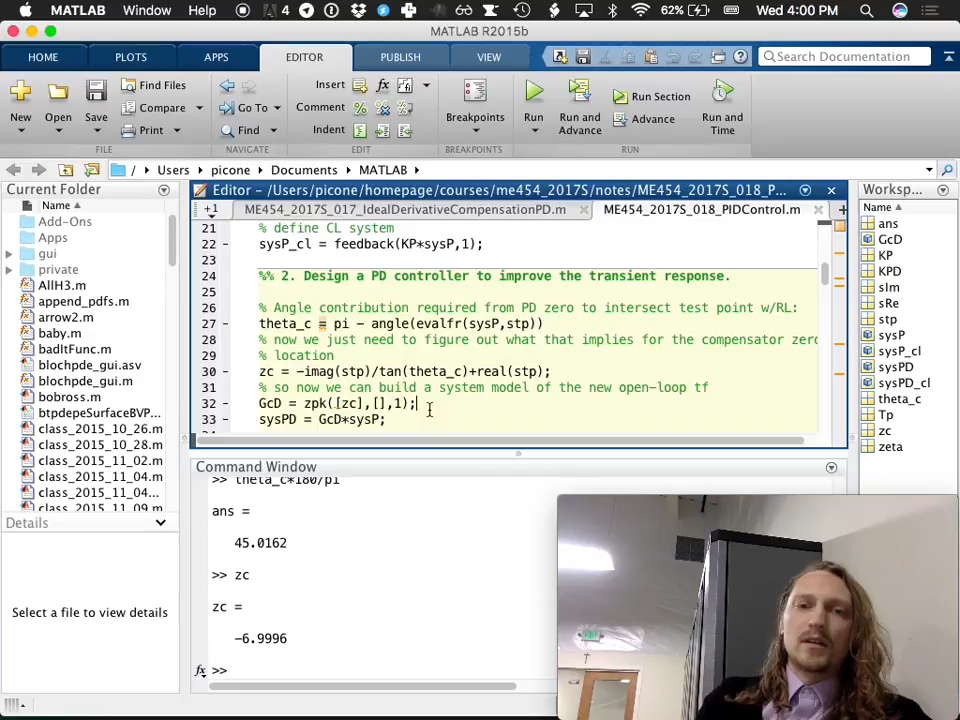 MATLAB Window Help 4 62% Wed 4:00 PM
MATLAB R2015b
HOME PLOTS APPS EDITOR PUBLISH VIEW Search Documentation
New Open Save Find Files Compare Print
Go To Find
Insert Comment Indent
Breakpoints
Run Run and Advance Run Section Advance Run and Time
FILE NAVIGATE EDIT BREAKPOINTS RUN
/ Users picone Documents MATLAB
Current Folder
Name
Add-Ons
Apps
gui
private
AllH3.m
append_pdfs.m
arrow2.m
baby.m
badItFunc.m
blochpde_gui.asv
blochpde_gui.m
bobross.m
btpdepeSurfaceBVP...
class_2015_10_26.m
class_2015_11_02.m
class_2015_11_04.m
class_2015_11_04...
class_2015_11_09.m
Details
Select a file to view details
Editor - /Users/picone/homepage/courses/me454_2017S/notes/ME454_2017S_018_P...
+1 ME454_2017S_017_IdealDerivativeCompensationPD.m ME454_2017S_018_PIDControl.m
21 % define CL system
22 - sysP_cl = feedback(KP*sysP,1);
23
24 %% 2. Design a PD controller to improve the transient response.
25
26 % Angle contribution required from PD zero to intersect test point w/RL:
27 - theta_c = pi - angle(evalfr(sysP,stp))
28 % now we just need to figure out what that implies for the compensator zero
29 % location
30 - zc = -imag(stp)/tan(theta_c)+real(stp);
31 % so now we can build a system model of the new open-loop tf
32 - GcD = zpk([zc],[],1);
33 - sysPD = GcD*sysP;
Command Window
>> theta_c*180/pi
ans =
45.0162
>> zc
zc =
-6.9996
fx >>
Worksp...
Name
ans
GcD
KP
KPD
sIm
sRe
stp
sysP
sysP_cl
sysPD
sysPD_cl
theta_c
Tp
zc
zeta